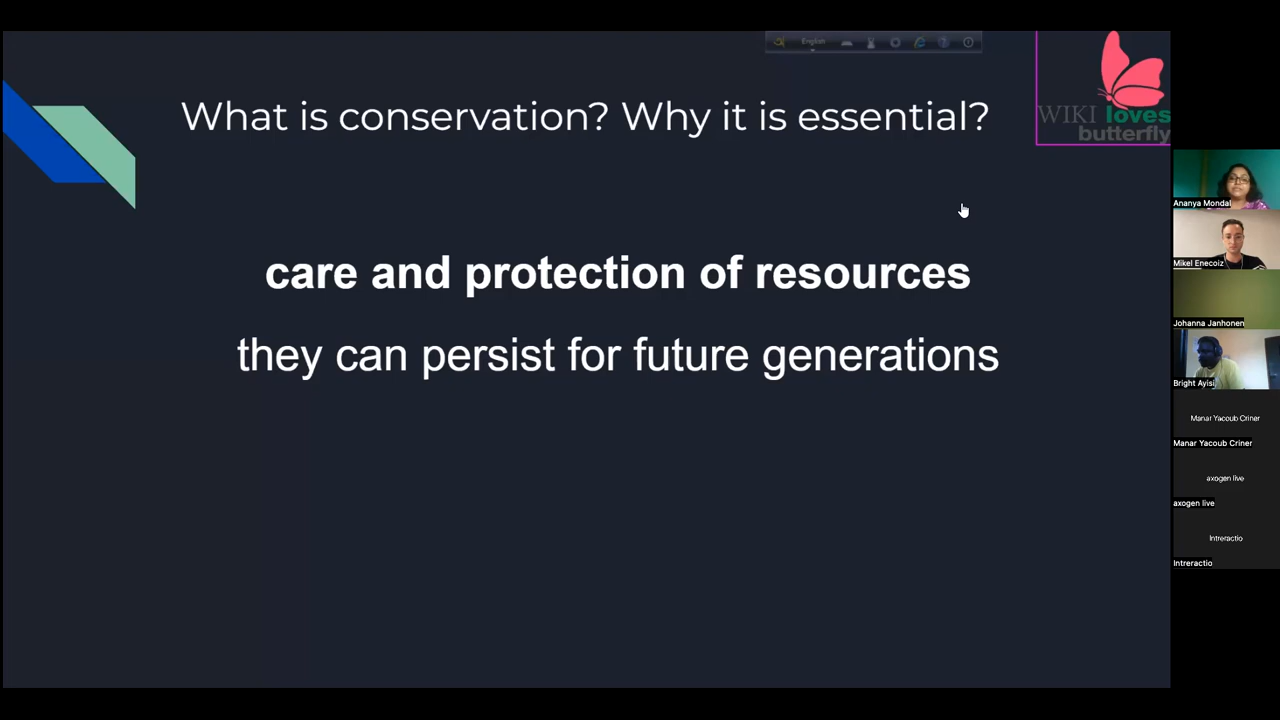 English
What is conservation? Why it is essential?
WIKI loves
butterfly
care and protection of resources
they can persist for future generations
Ananya Mondal
Mikel Enecoiz
Johanna Janhonen
Bright Ayisi
Manar Yacoub Criner
Manar Yacoub Criner
axogen live
axogen live
Intreractio
Intreractio